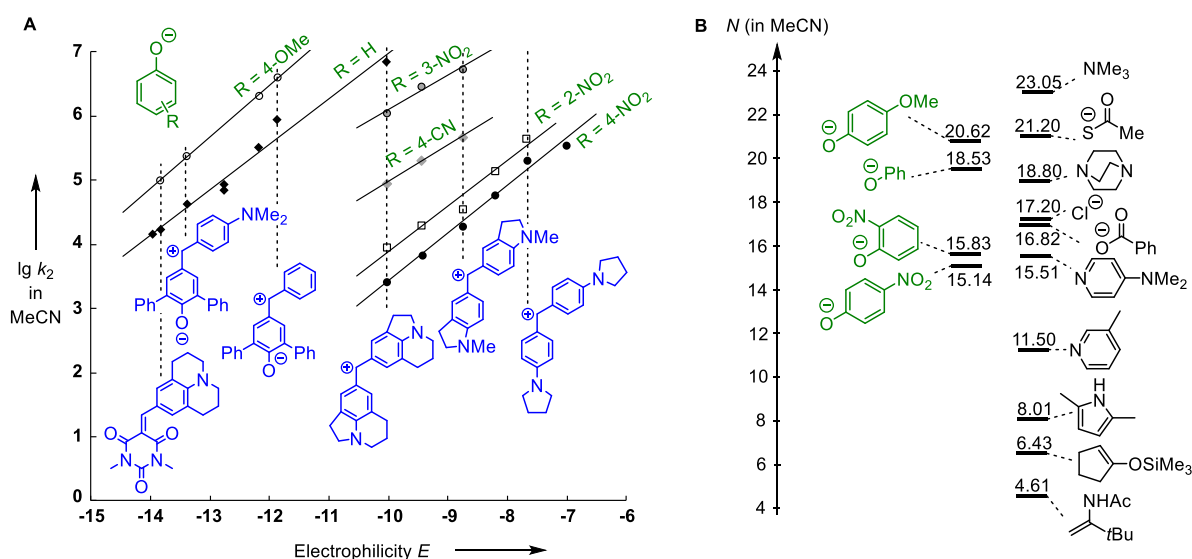 A
7
6
5
4
3
2
1
0
lg k₂
in
MeCN
-15 -14 -13 -12 -11 -10 -9 -8 -7 -6
Electrophilicity E
O
⊖
R
R = 4-OMe
R = H
R = 3-NO₂
R = 4-CN
R = 2-NO₂
R = 4-NO₂
NMe₂
⊕
Ph Ph
O
⊖
N
O O
N N
O
⊕
Ph Ph
O ⊖
N
⊕
N
NMe
⊕
NMe
N
⊕
N
B N (in MeCN)
24
22
20
18
16
14
12
10
8
6
4
⊖
O
OMe
20.62
⊖
O Ph
18.53
O₂N
⊖
O
15.83
NO₂
⊖
O
15.14
23.05 NMe₃
21.20 ⊖
S O Me
18.80 N N
17.20 Cl⊖
16.82 ⊖
O O Ph
15.51 N NMe₂
11.50 N
8.01 H
N
6.43 OSiMe₃
4.61 NHAc
tBu